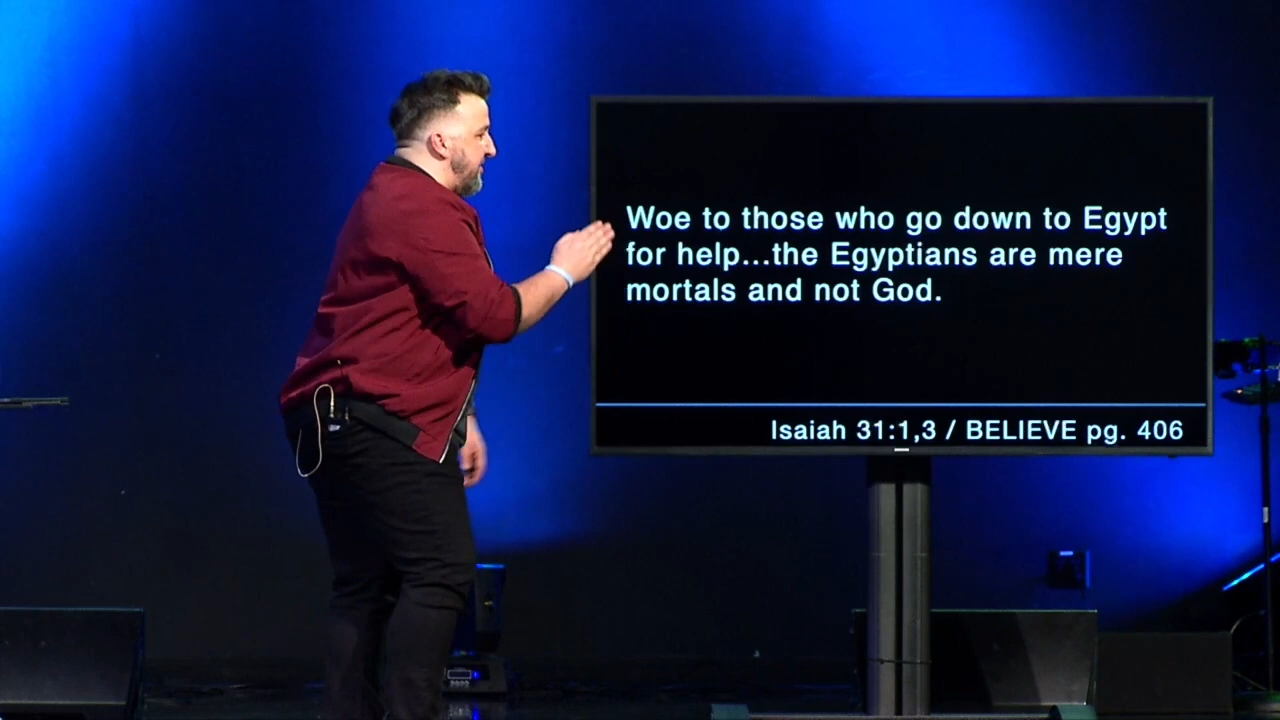 Woe to those who go down to Egypt
for help...the Egyptians are mere
mortals and not God.
Isaiah 31:1,3 / BELIEVE pg. 406